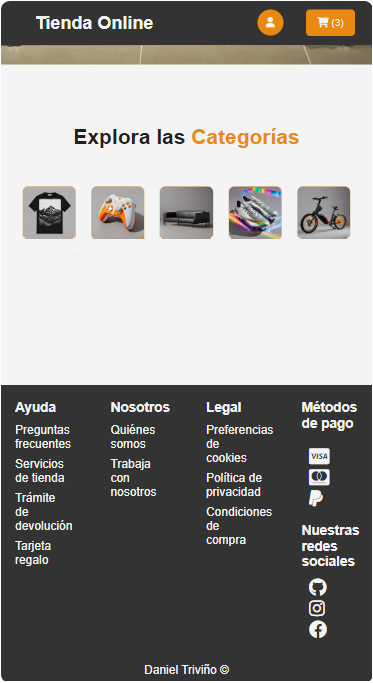 Tienda Online
(3)
Explora las Categorías
Ayuda
Preguntas
frecuentes
Servicios
de tienda
Trámite
de
devolución
Tarjeta
regalo
Nosotros
Quiénes
somos
Trabaja
con
nosotros
Legal
Preferencias
de
cookies
Política de
privacidad
Condiciones
de
compra
Métodos
de pago
VISA
Nuestras
redes
sociales
Daniel Triviño ©